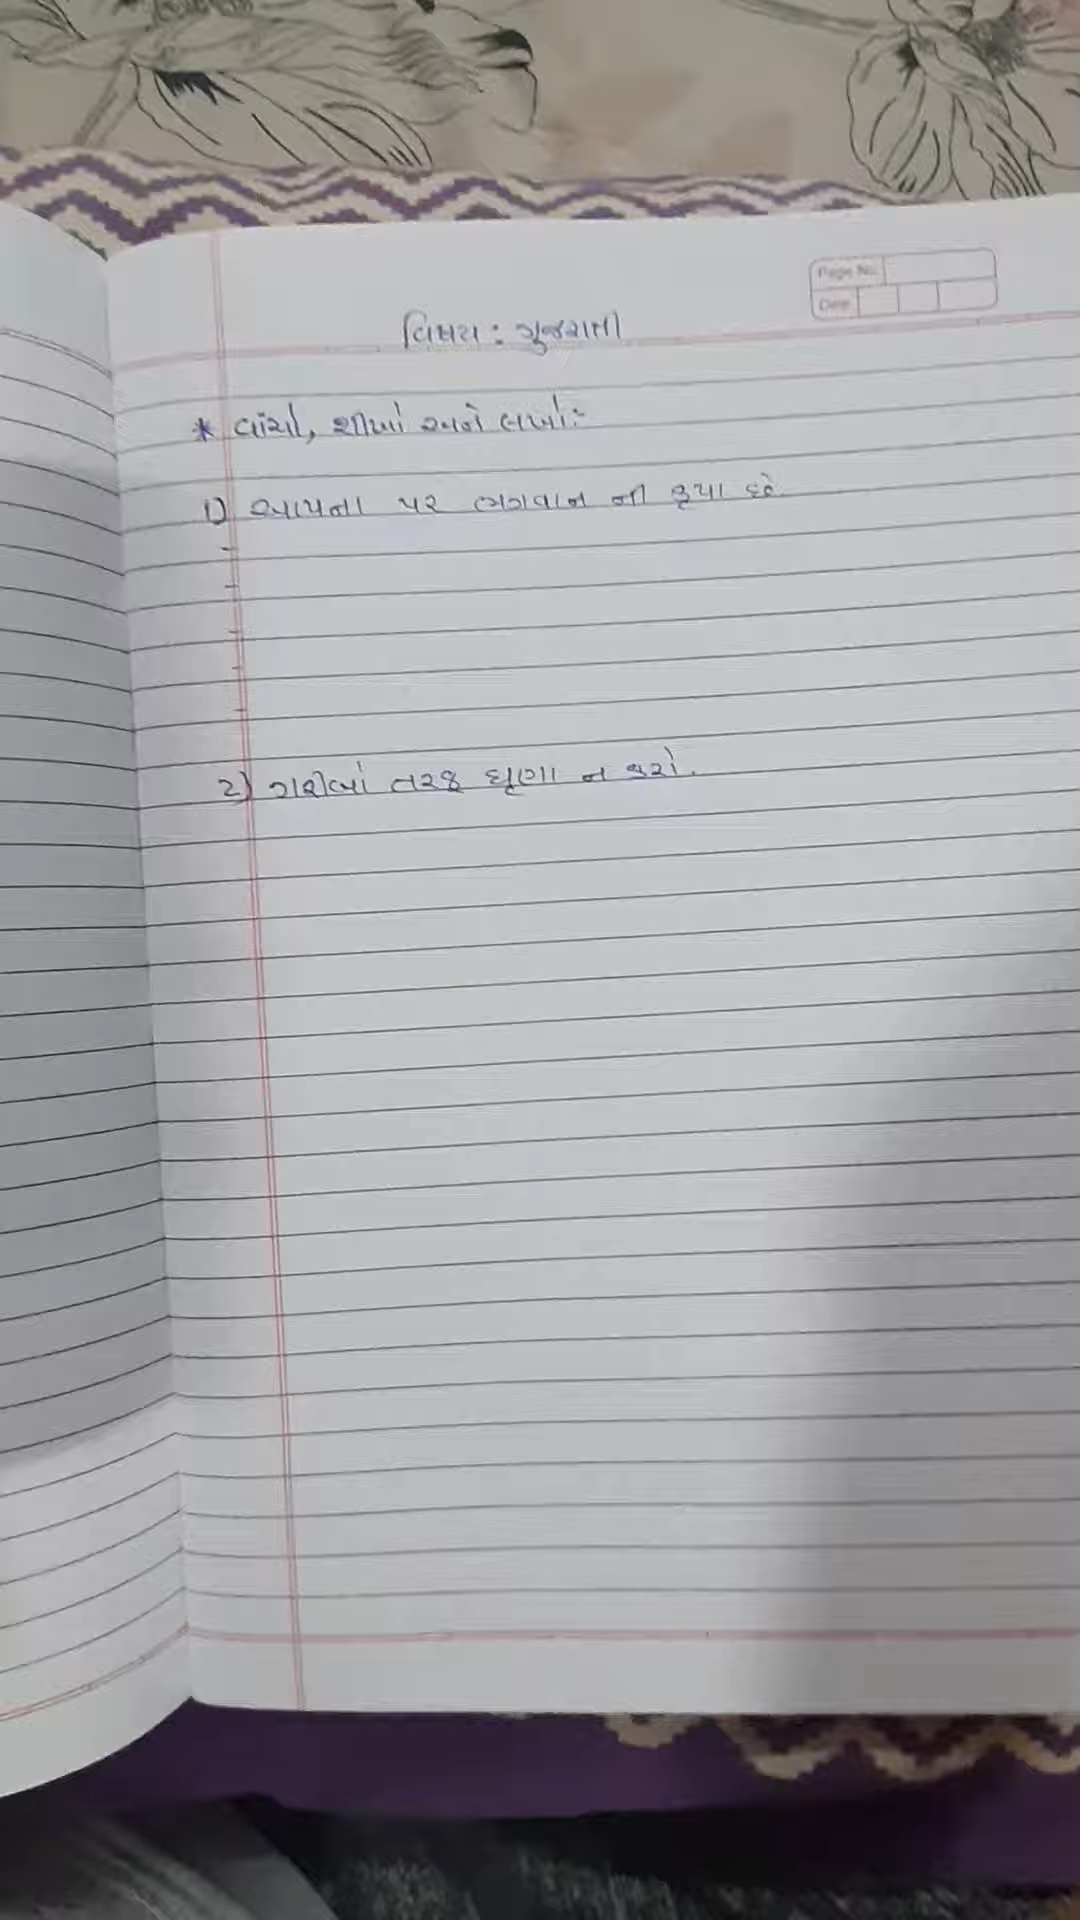 Page No.
Date
વિષય : ગુજરાતી
* વાંચો, શીખો અને લખો:-
1) આપના પર ભગવાન ની કૃપા છે.
2) ગરીબો તરફ ઘૃણા ન કરો.